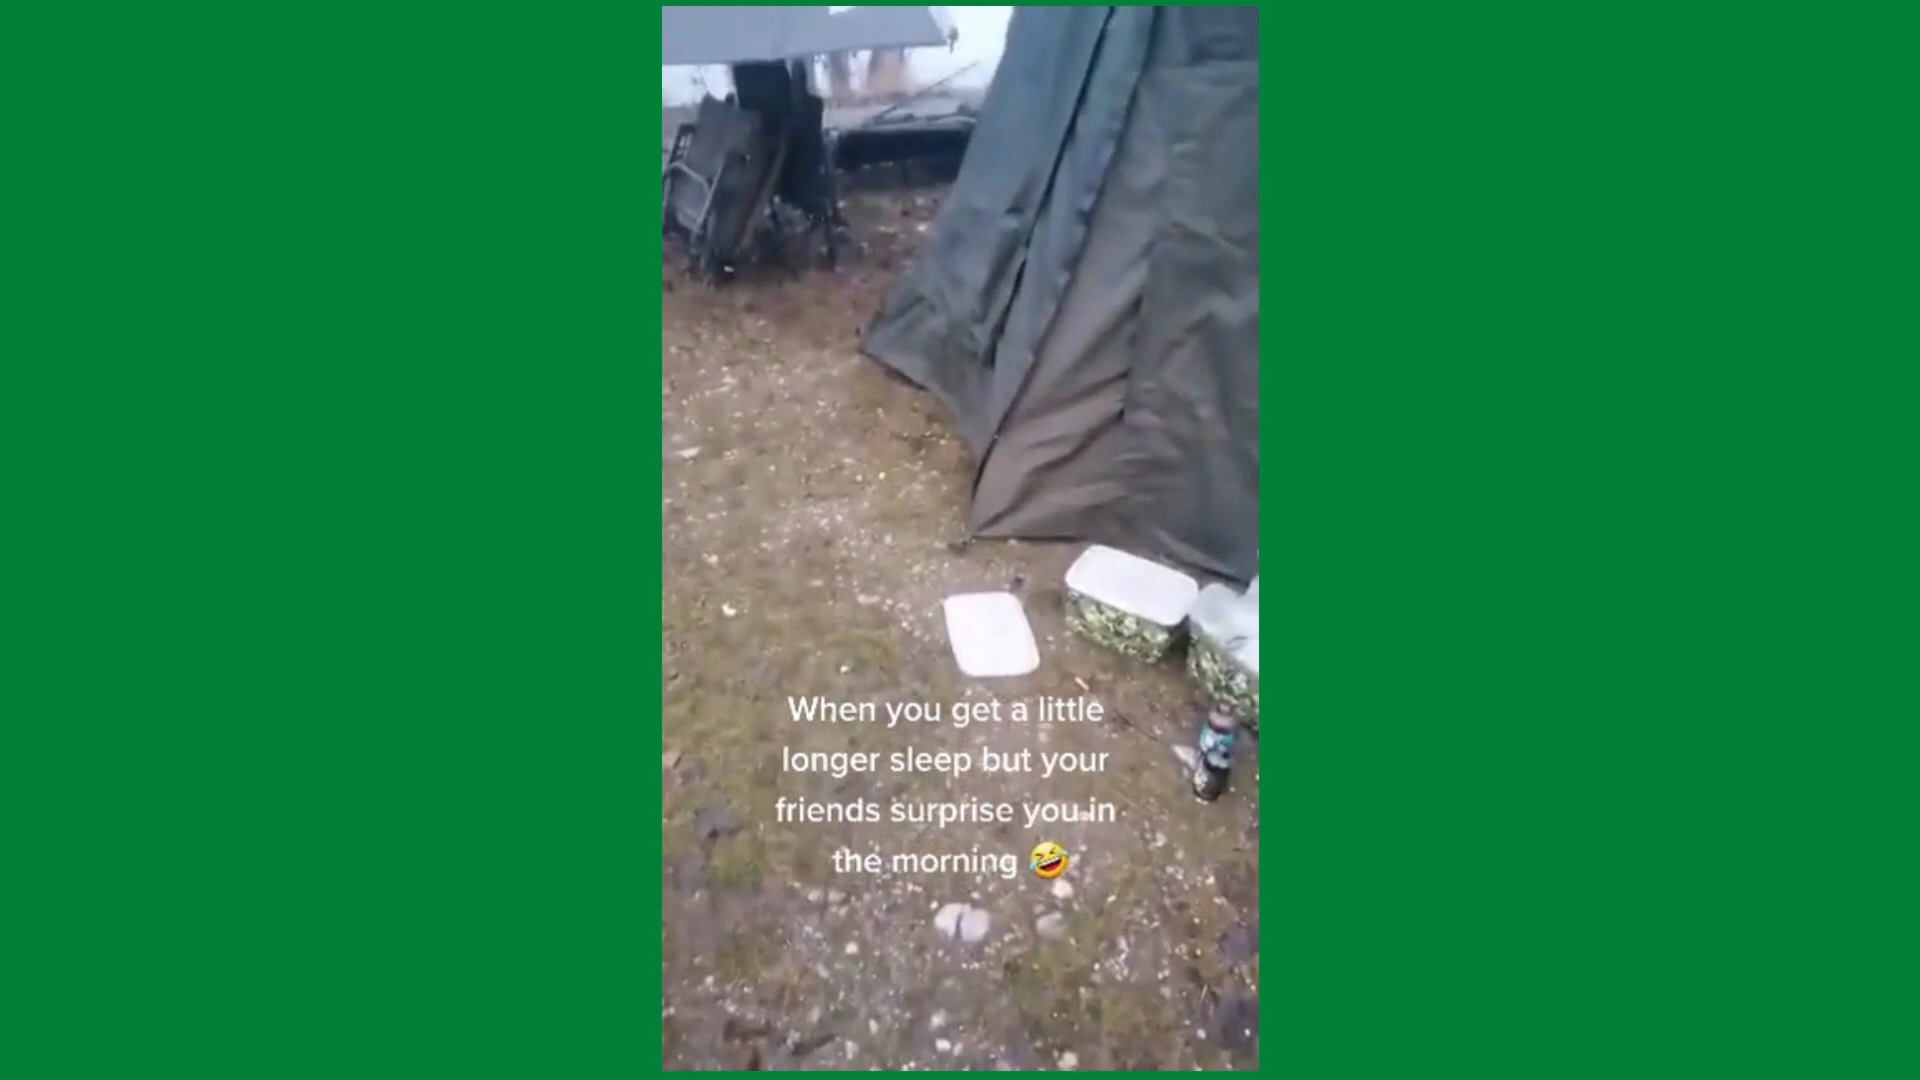 When you get a little
longer sleep but your
friends surprise you in
the morning 🤣